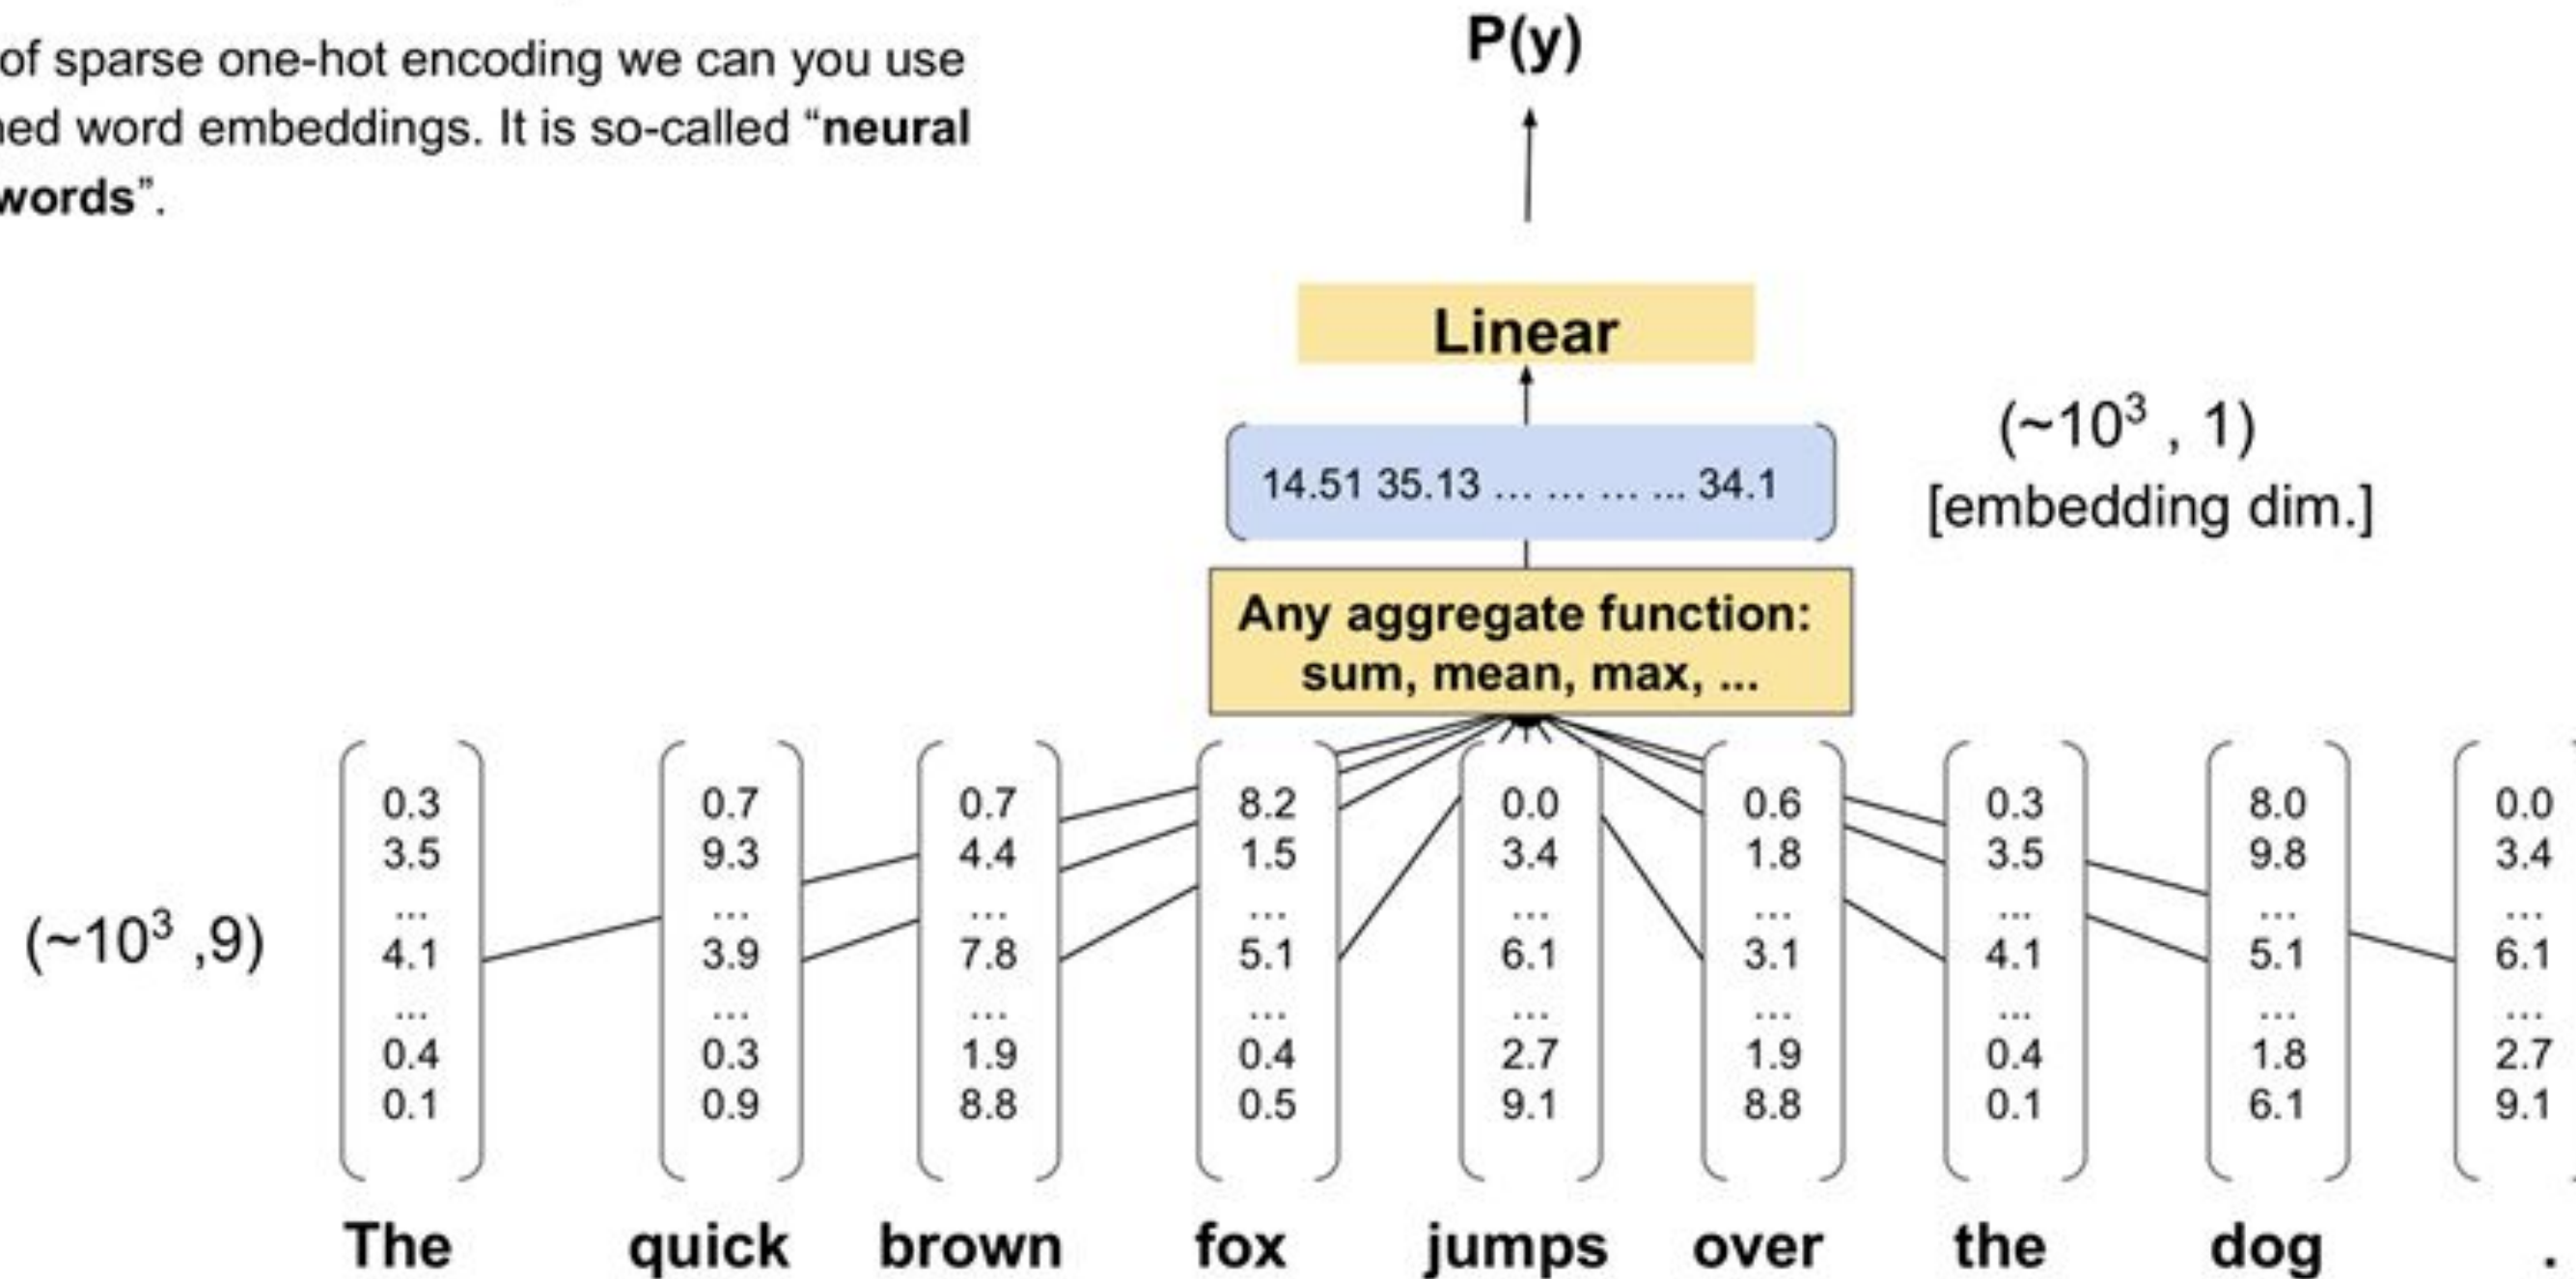 of sparse one-hot encoding we can you use
word embeddings. It is so-called “neural
words”.
P(y)
Linear
(~10³ , 1)
14.51 35.13 ... ... ... ... 34.1
[embedding dim.]
Any aggregate function:
sum, mean, max, ...
0.3 0.7 0.7 8.2 0.0 0.6 0.3 8.0 0.0
3.5 9.3 4.4 1.5 3.4 1.8 3.5 9.8 3.4
... ... ... ... ... ... ... ... ...
(~10³ ,9) 4.1 3.9 7.8 5.1 6.1 3.1 4.1 5.1 6.1
... ... ... ... ... ... ... ... ...
0.4 0.3 1.9 0.4 2.7 1.9 0.4 1.8 2.7
0.1 0.9 8.8 0.5 9.1 8.8 0.1 6.1 9.1
The quick brown fox jumps over the dog .